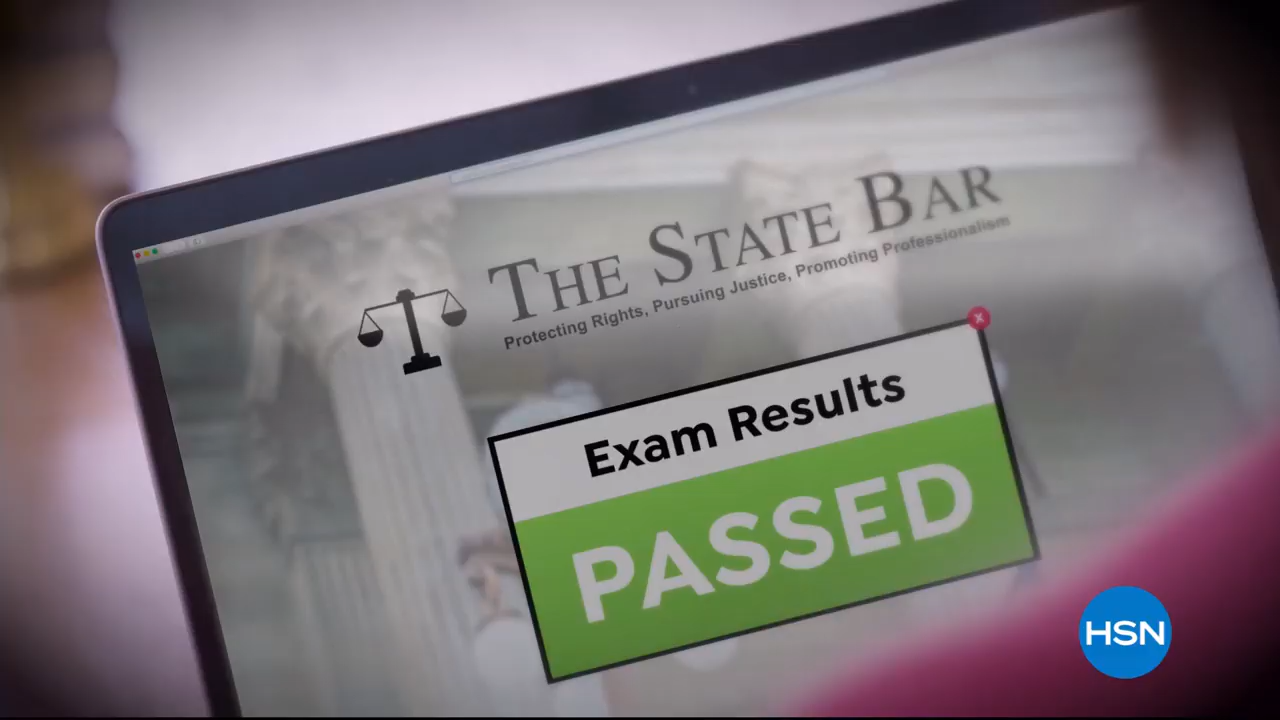 THE STATE BAR
Protecting Rights, Pursuing Justice, Promoting Professionalism
Exam Results
PASSED
HSN